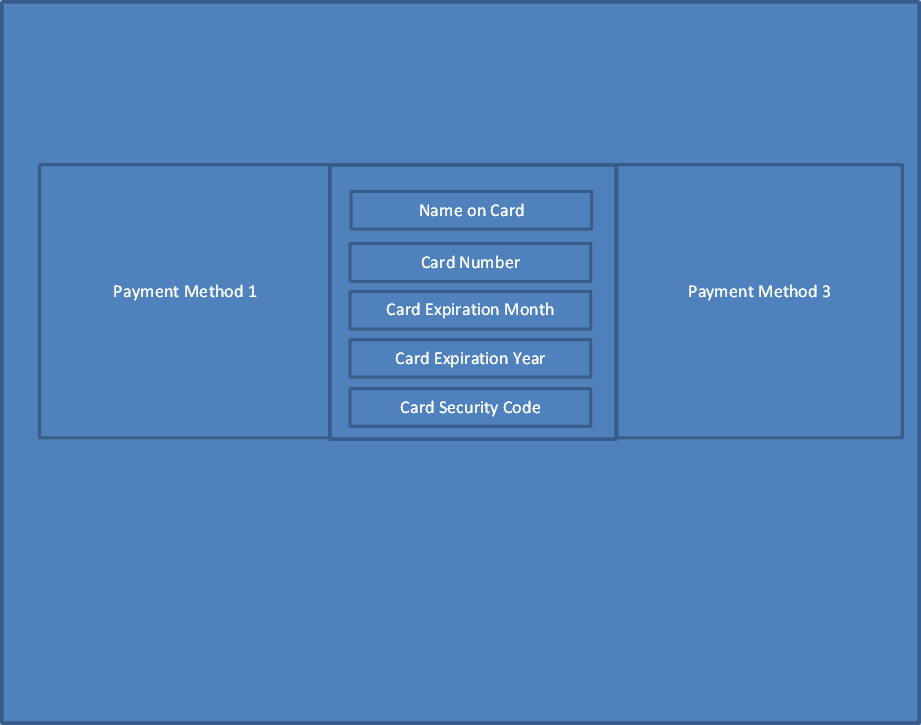 Payment Method 1
Name on Card
Card Number
Card Expiration Month
Card Expiration Year
Card Security Code
Payment Method 3